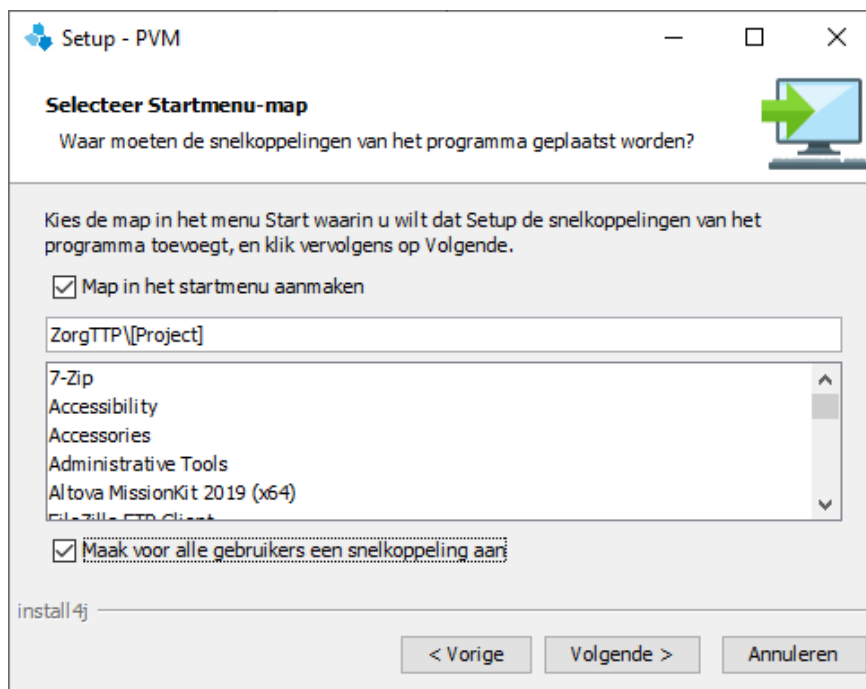 Setup - PVM
Selecteer Startmenu-map
Waar moeten de snelkoppelingen van het programma geplaatst worden?
Kies de map in het menu Start waarin u wilt dat Setup de snelkoppelingen van het
programma toevoegt, en klik vervolgens op Volgende.
Map in het startmenu aanmaken
ZorgTTP\[Project]
7-Zip
Accessibility
Accessories
Administrative Tools
Altova MissionKit 2019 (x64)
FileZilla FTP Client
Maak voor alle gebruikers een snelkoppeling aan
install4j
< Vorige
Volgende >
Annuleren